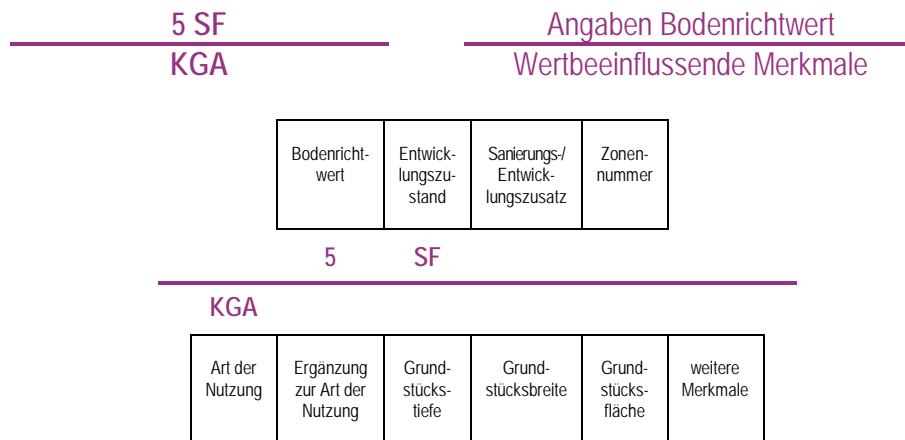 5 SF
Angaben Bodenrichtwert
KGA
Wertbeeinflussende Merkmale
Bodenricht-
wert
Entwick-
lungszu-
stand
Sanierungs-/
Entwick-
lungszusatz
Zonen-
nummer
5 SF
KGA
Art der
Nutzung
Ergänzung
zur Art der
Nutzung
Grund-
stücks-
tiefe
Grund-
stücksbreite
Grund-
stücks-
fläche
weitere
Merkmale